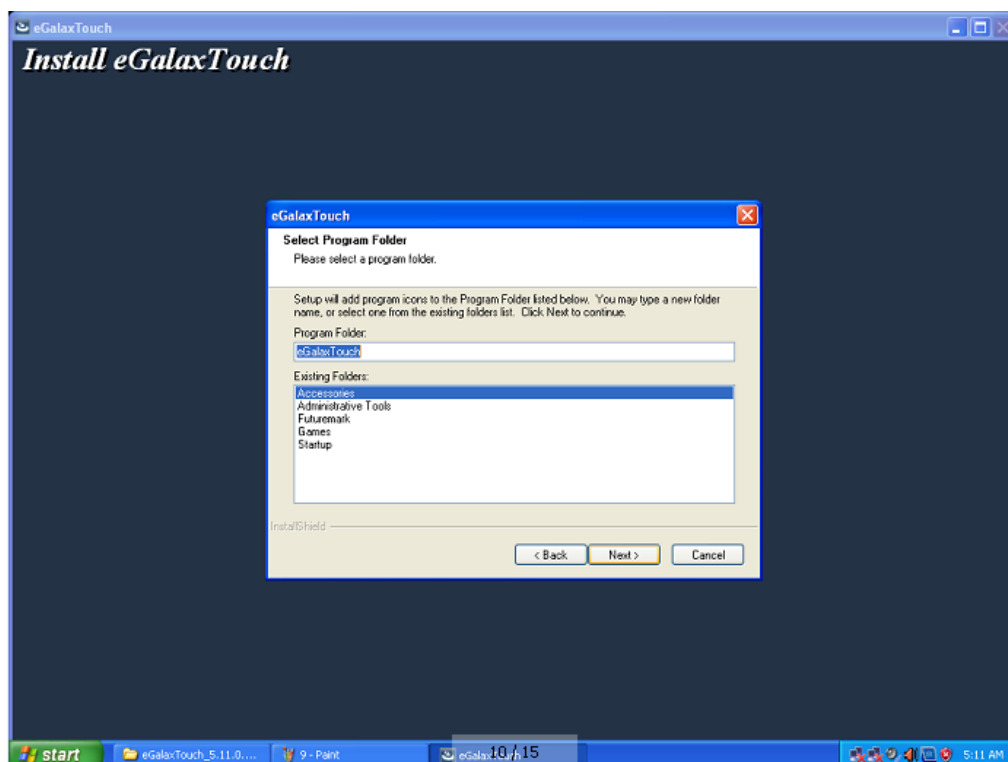 eGalaxTouch
Install eGalaxTouch
eGalaxTouch
Select Program Folder
Please select a program folder.
Setup will add program icons to the Program Folder listed below. You may type a new folder
name, or select one from the existing folders list. Click Next to continue.
Program Folder:
eGalaxTouch
Existing Folders:
Accessories
Administrative Tools
Futuremark
Games
Startup
InstallShield
< Back Next > Cancel
start eGalaxTouch_5.11.0.... 9 - Paint 10 / 15 5:11 AM